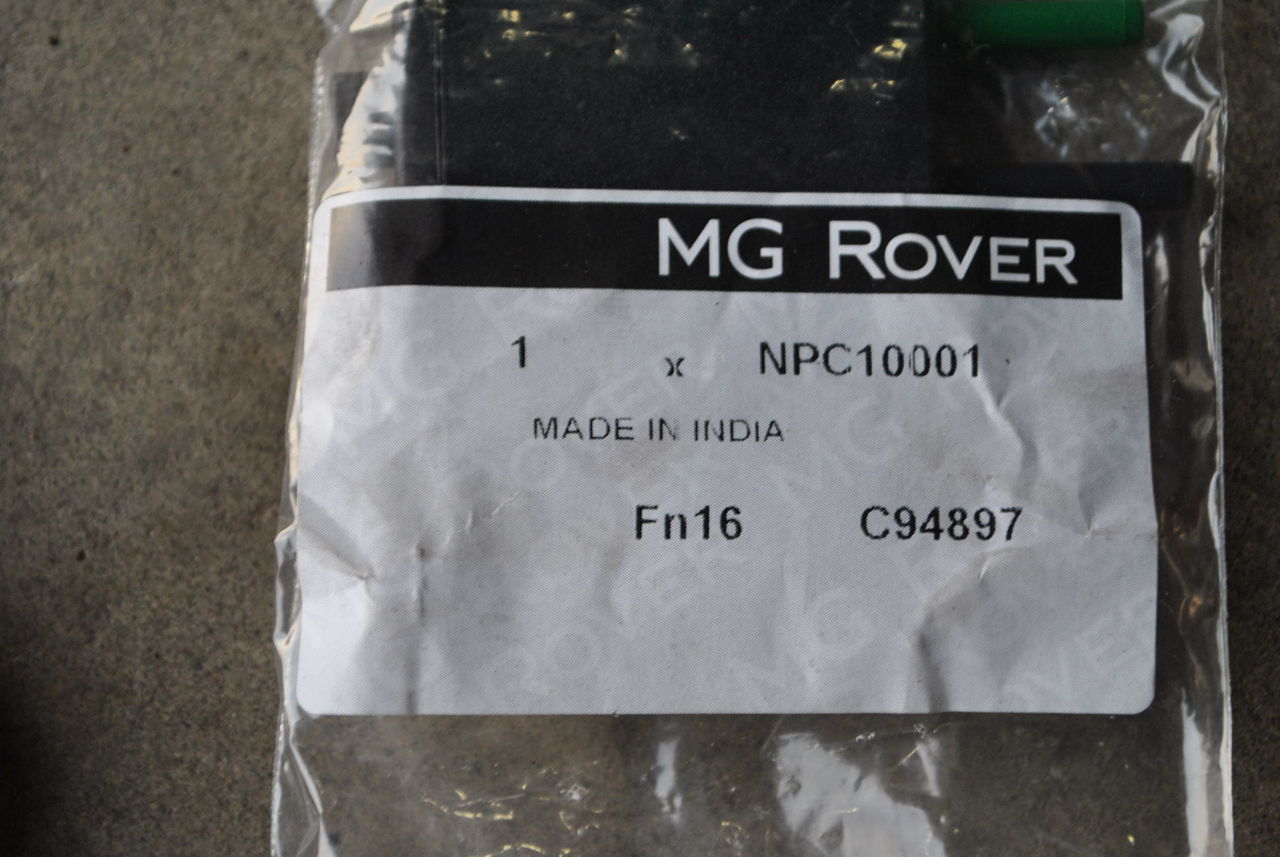 MG ROVER
1 x NPC10001
MADE IN INDIA
Fn16 C94897